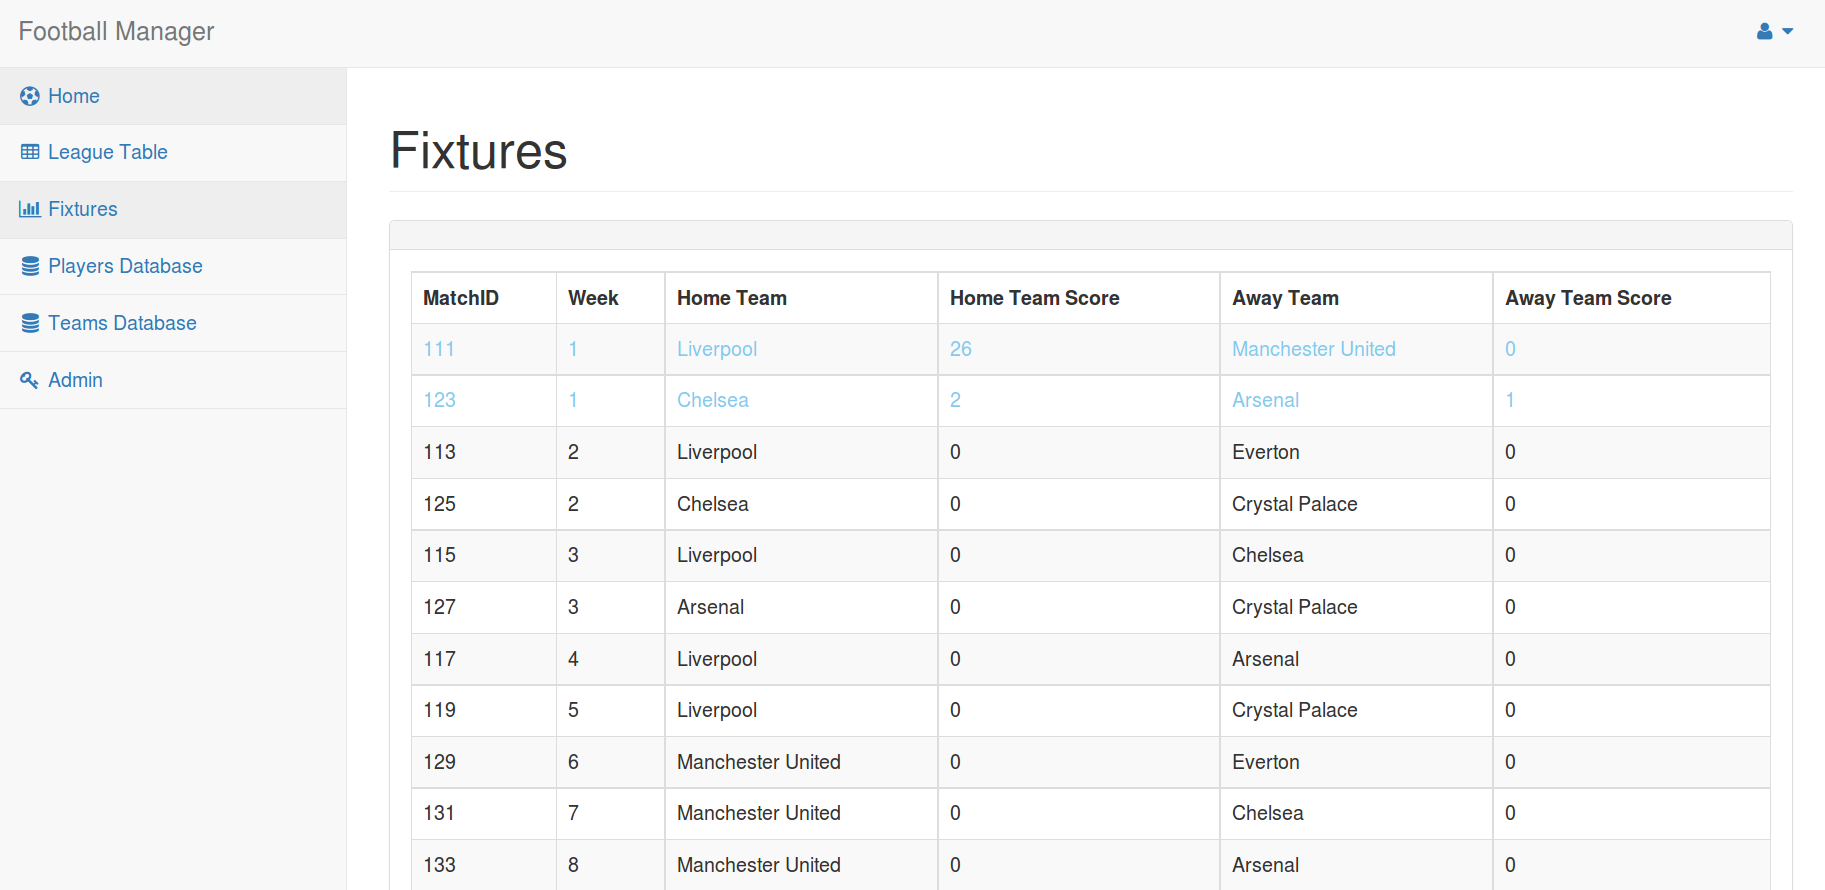 Football Manager
Home
League Table
Fixtures
Players Database
Teams Database
Admin
Fixtures
MatchID Week Home Team Home Team Score Away Team Away Team Score
111 1 Liverpool 26 Manchester United 0
123 1 Chelsea 2 Arsenal 1
113 2 Liverpool 0 Everton 0
125 2 Chelsea 0 Crystal Palace 0
115 3 Liverpool 0 Chelsea 0
127 3 Arsenal 0 Crystal Palace 0
117 4 Liverpool 0 Arsenal 0
119 5 Liverpool 0 Crystal Palace 0
129 6 Manchester United 0 Everton 0
131 7 Manchester United 0 Chelsea 0
133 8 Manchester United 0 Arsenal 0